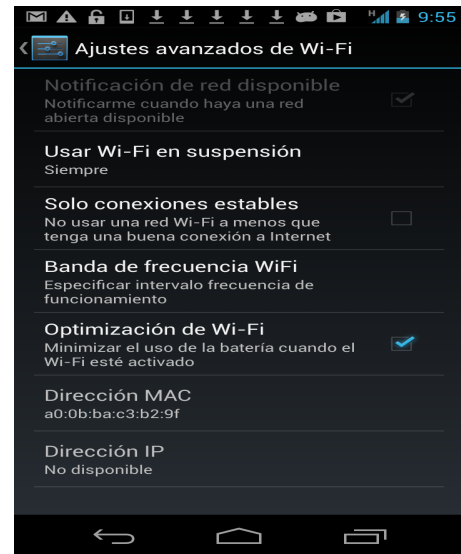 H
9:55
Ajustes avanzados de Wi-Fi
Notificación de red disponible
Notificarme cuando haya una red
abierta disponible
Usar Wi-Fi en suspensión
Siempre
Solo conexiones estables
No usar una red Wi-Fi a menos que
tenga una buena conexión a Internet
Banda de frecuencia WiFi
Especificar intervalo frecuencia de
funcionamiento
Optimización de Wi-Fi
Minimizar el uso de la batería cuando el
Wi-Fi esté activado
Dirección MAC
a0:0b:ba:c3:b2:9f
Dirección IP
No disponible